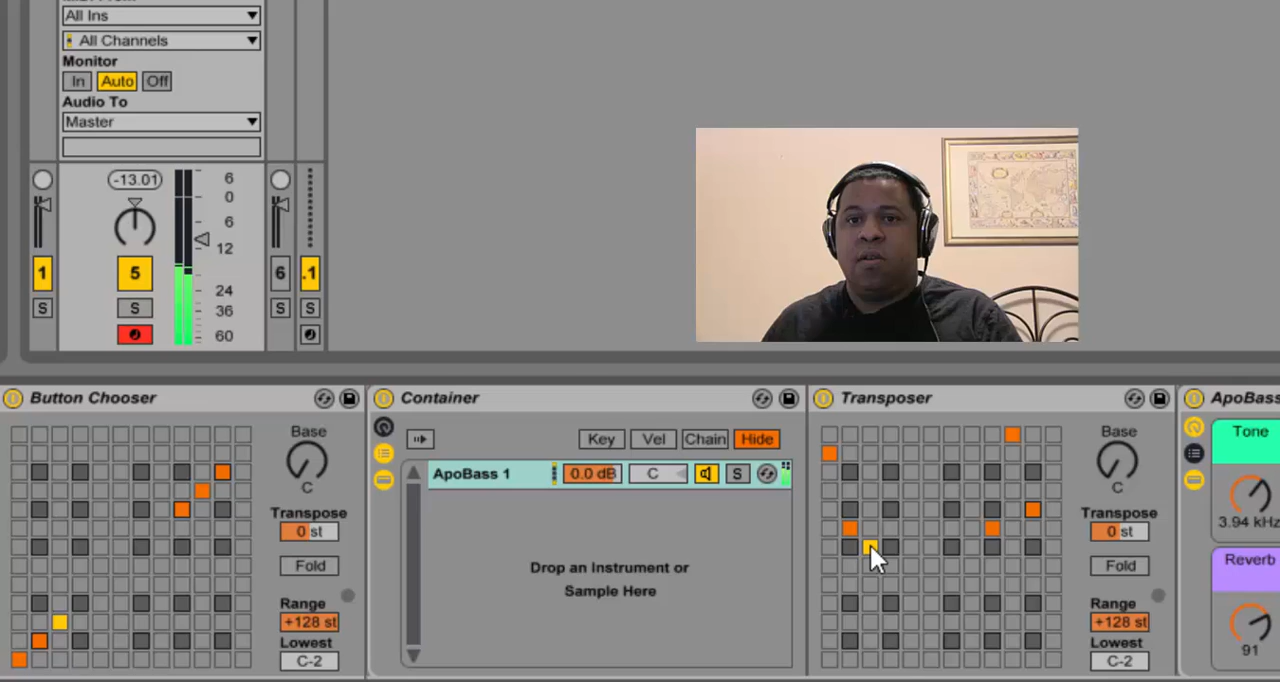 All Ins
All Channels
Monitor
In Auto Off
Audio To
Master
-13.01
6
0
6
12
24
36
60
1
5
6
.1
S
S
S
S
Button Chooser
Base
C
Transpose
0 st
Fold
Range
+128 st
Lowest
C-2
Container
Key Vel Chain Hide
ApoBass 1 0.0 dB C S
Drop an Instrument or
Sample Here
Transposer
Base
C
Transpose
0 st
Fold
Range
+128 st
Lowest
C-2
ApoBass
Tone
3.94 kHz
Reverb
91